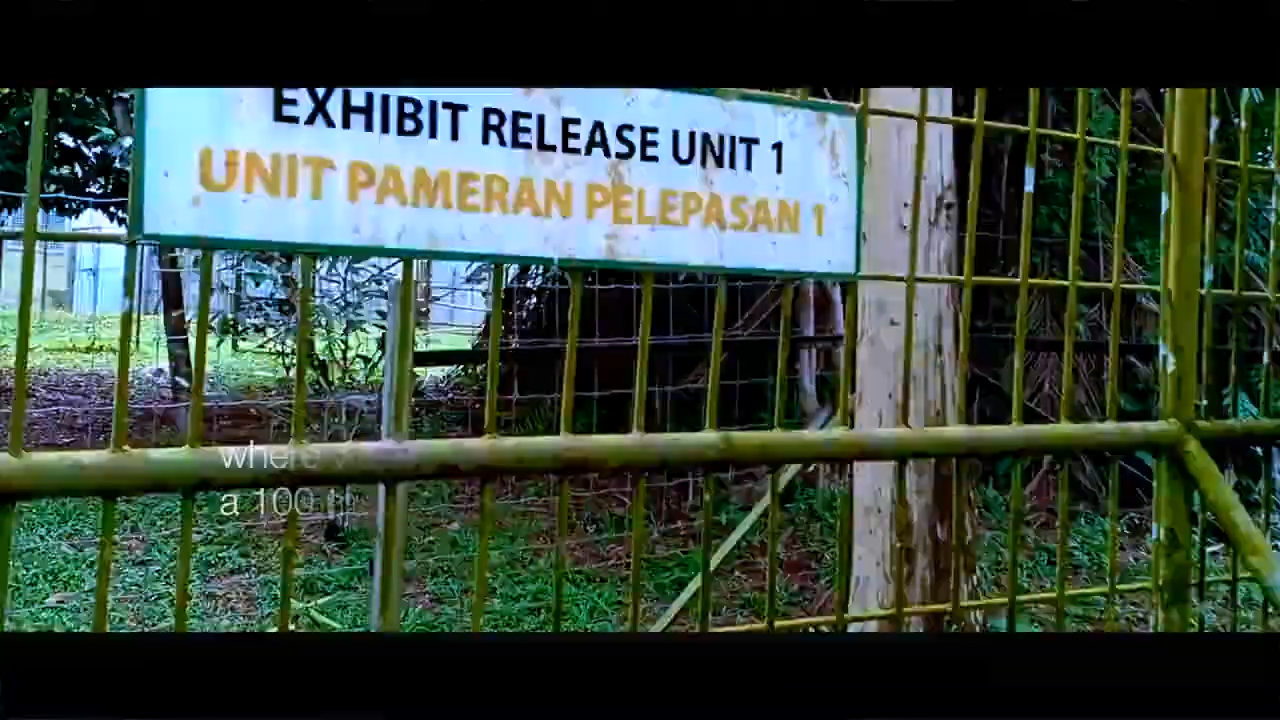 EXHIBIT RELEASE UNIT 1
UNIT PAMERAN PELEPASAN 1
where
a 100